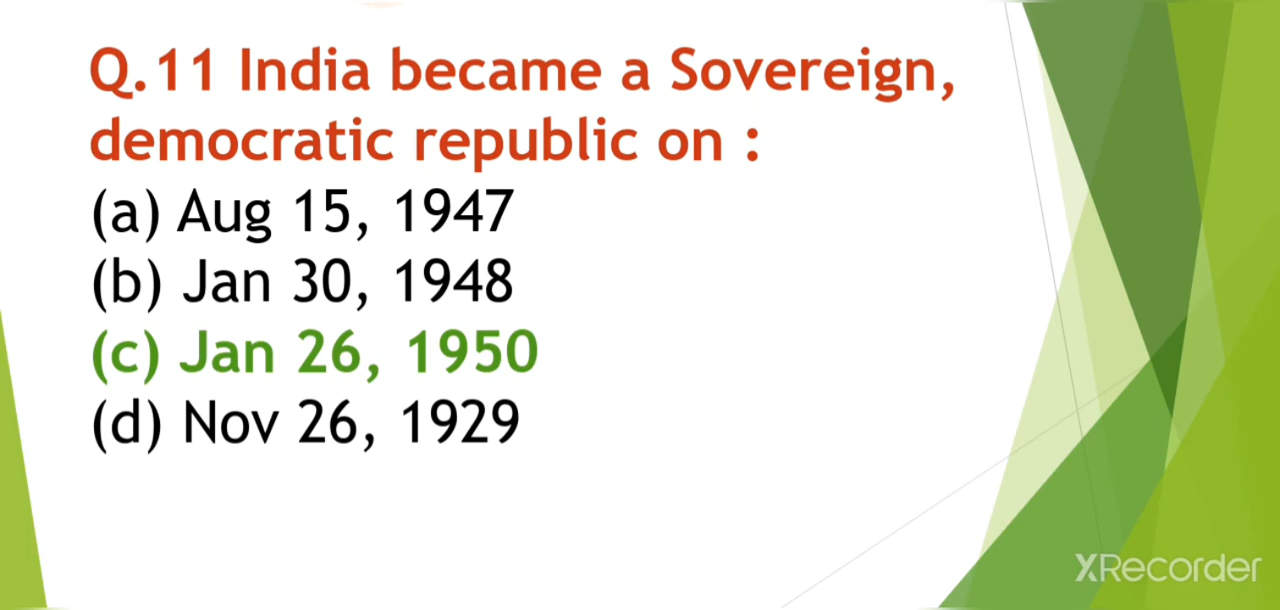 Q.11 India became a Sovereign,
democratic republic on :
(a) Aug 15, 1947
(b) Jan 30, 1948
(c) Jan 26, 1950
(d) Nov 26, 1929
XRecorder